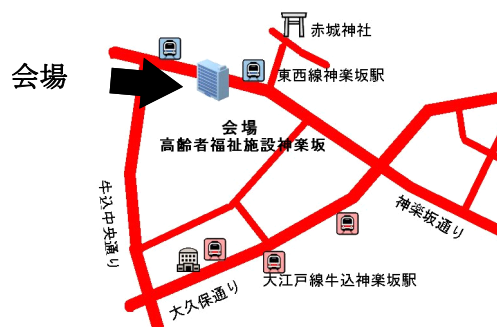 赤城神社
会場
東西線神楽坂駅
会場
高齢者福祉施設神楽坂
牛込中央通り
神楽坂通り
大江戸線牛込神楽坂駅
大久保通り